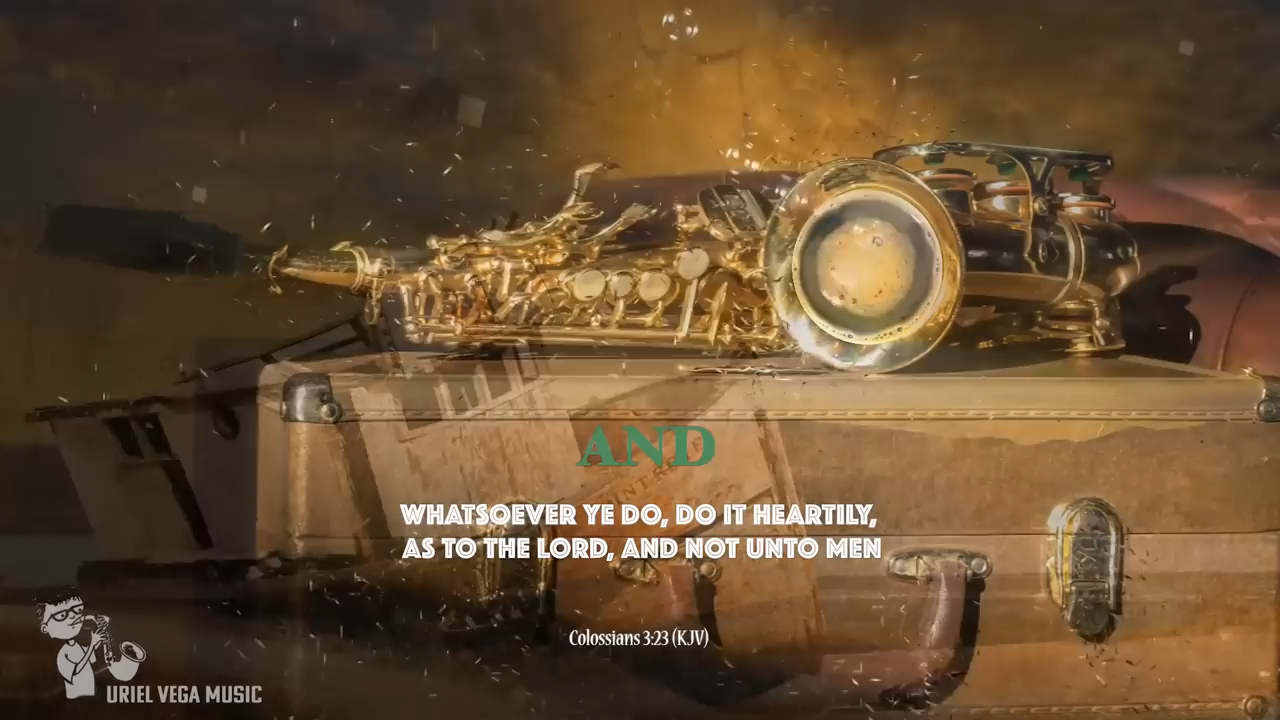 AND
WHATSOEVER YE DO, DO IT HEARTILY,
AS TO THE LORD, AND NOT UNTO MEN
Colossians 3:23 (KJV)
URIEL VEGA MUSIC